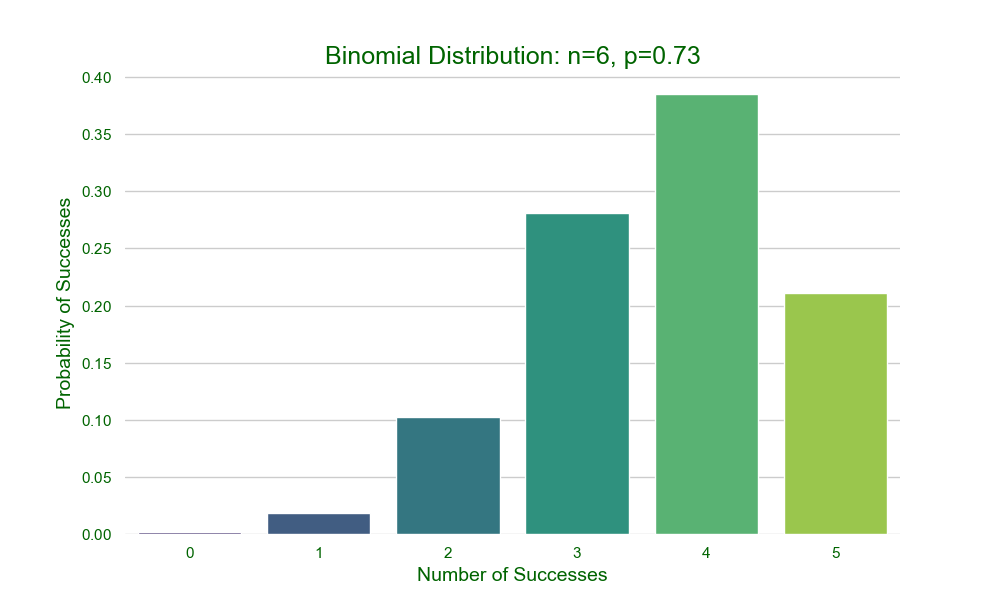 Binomial Distribution: n=6, p=0.73
0.40
0.35
0.30
0.25
0.20
0.15
0.10
0.05
0.00
Probability of Successes
0 1 2 3 4 5
Number of Successes